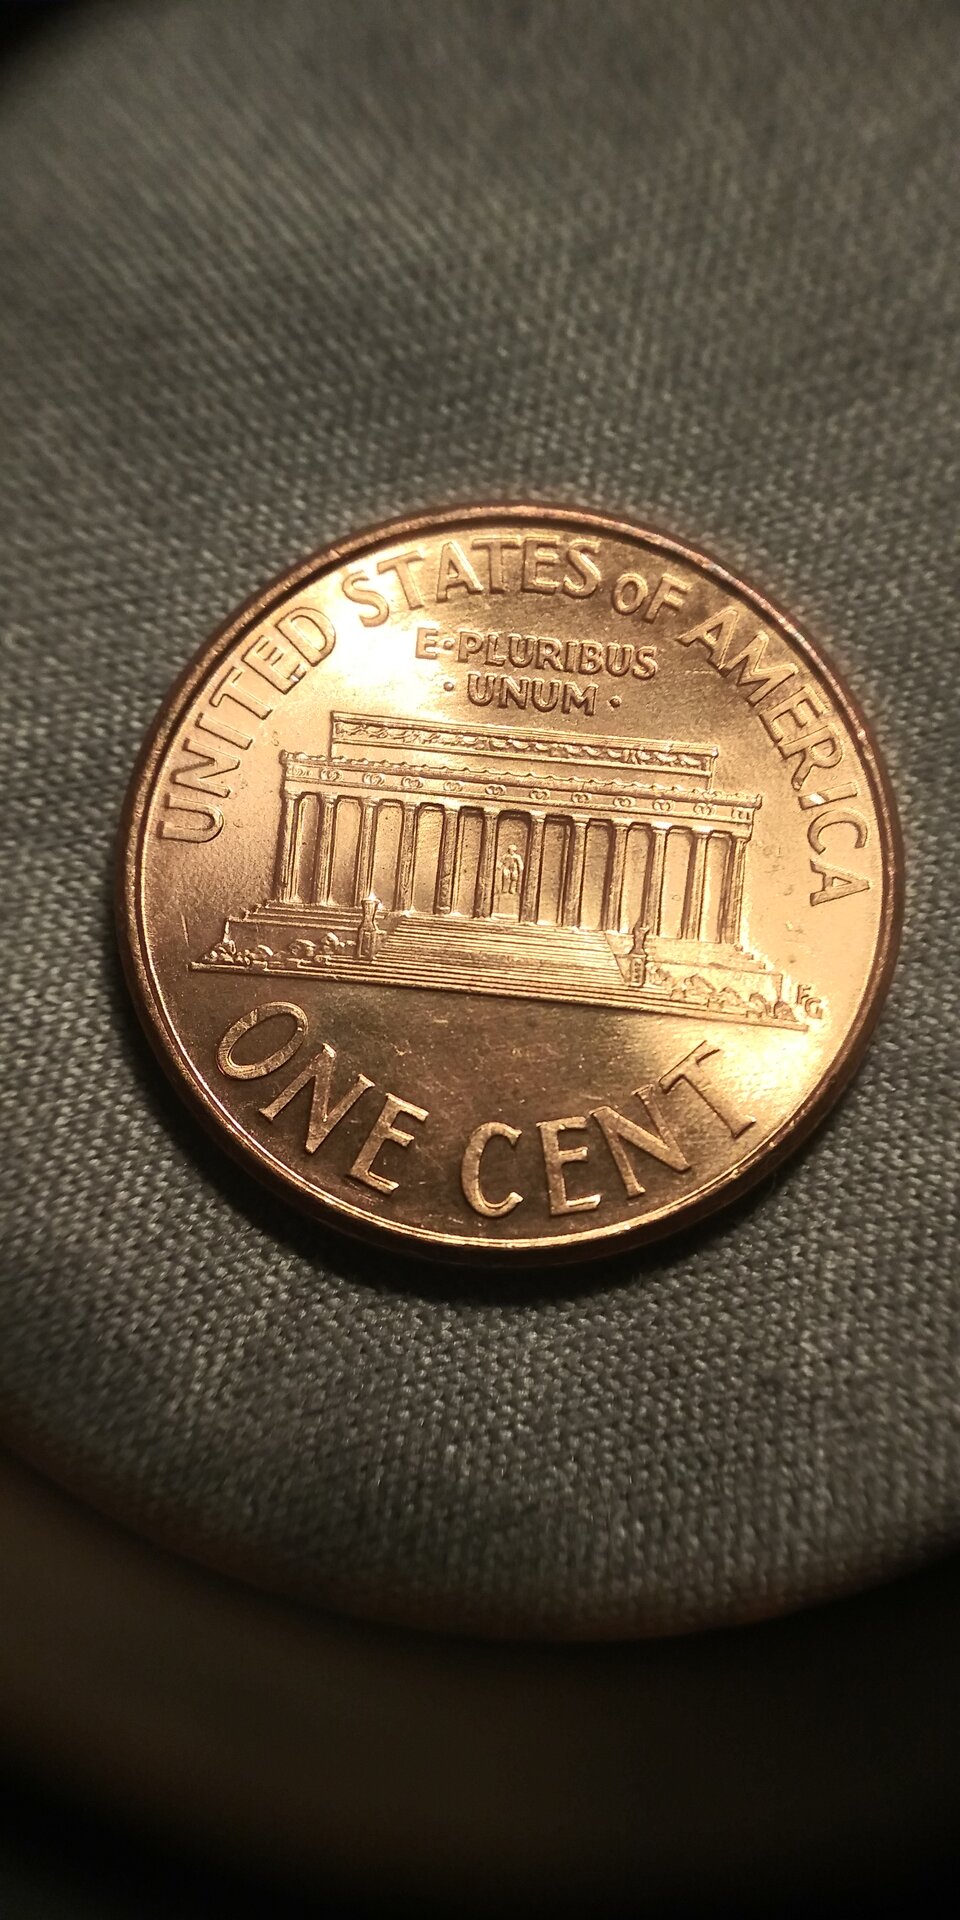 UNITED STATES OF AMERICA
E·PLURIBUS
·UNUM·
FG
ONE CENT